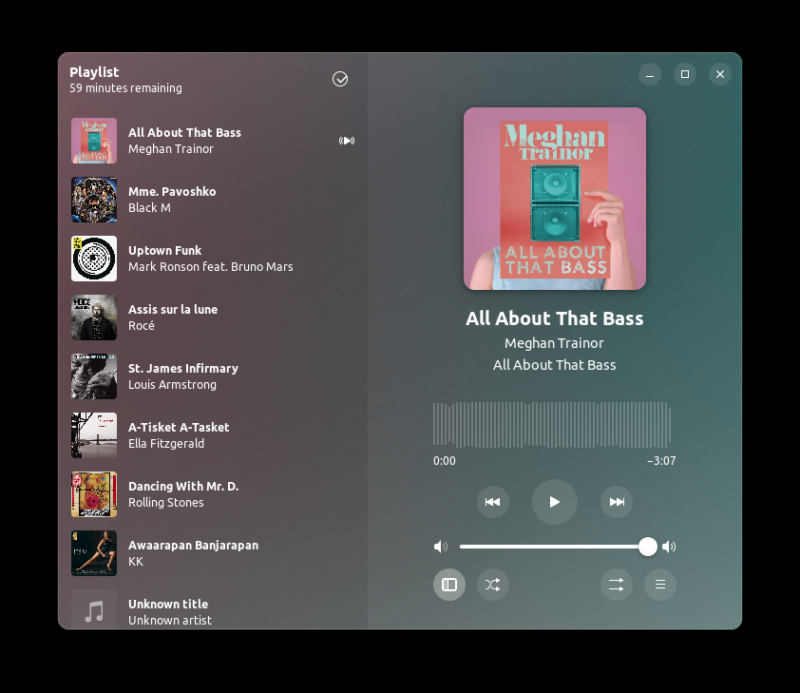 Playlist
59 minutes remaining
All About That Bass
Meghan Trainor
Mme. Pavoshko
Black M
Uptown Funk
Mark Ronson feat. Bruno Mars
Assis sur la lune
Rocé
St. James Infirmary
Louis Armstrong
A-Tisket A-Tasket
Ella Fitzgerald
Dancing With Mr. D.
Rolling Stones
Awaarapan Banjarapan
KK
Unknown title
Unknown artist
Meghan
Trainor
ALL ABOUT
THAT BASS
All About That Bass
Meghan Trainor
All About That Bass
0:00
−3:07